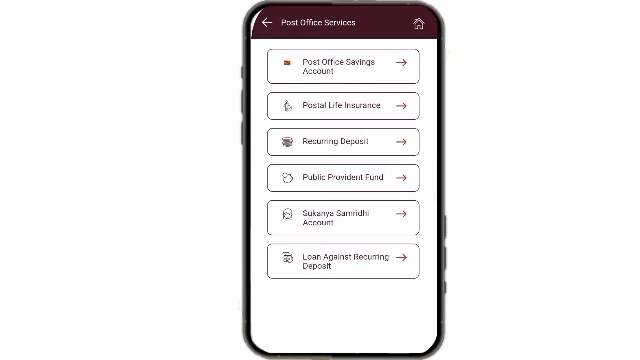 Post Office Services
Post Office Savings
Account
Postal Life Insurance
Recurring Deposit
Public Provident Fund
Sukanya Samridhi
Account
Loan Against Recurring
Deposit